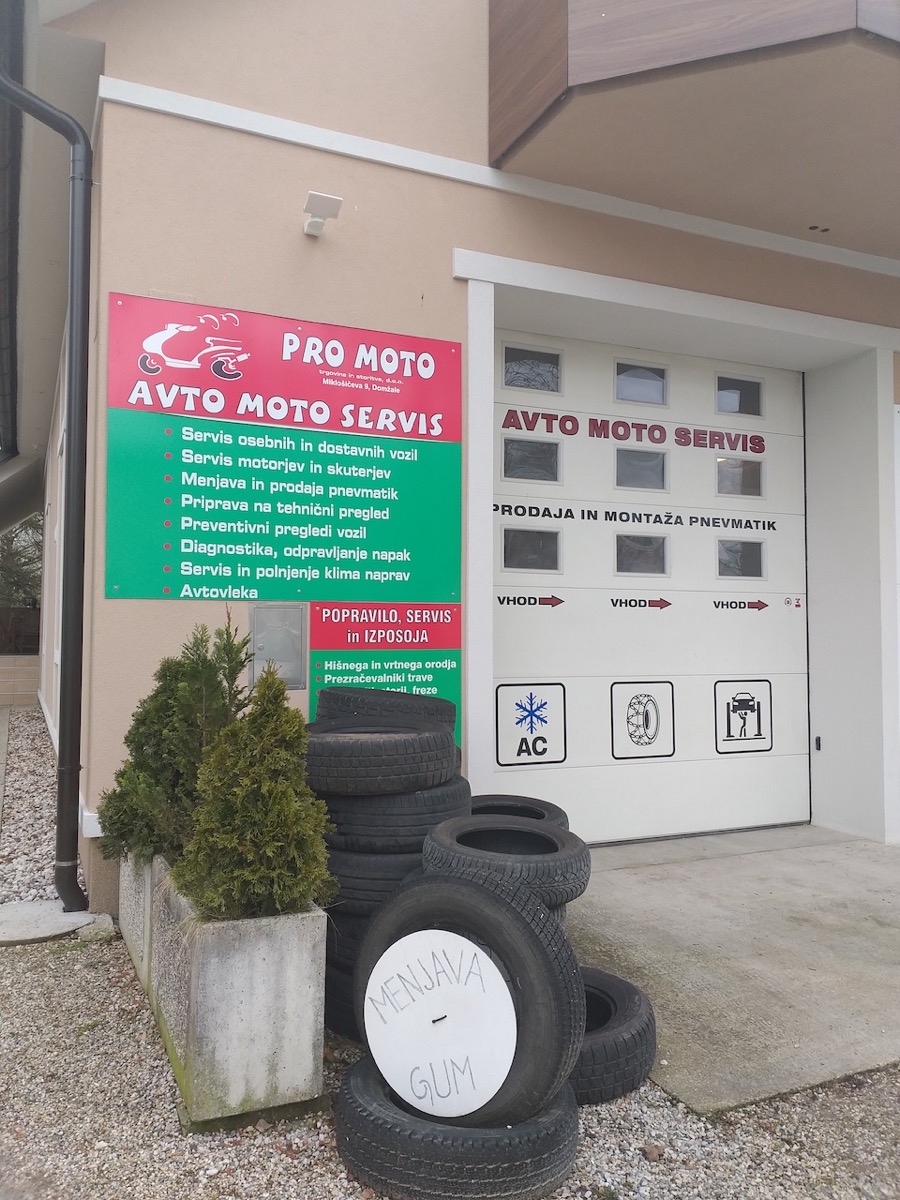 PRO MOTO
trgovina in storitve, d.o.o.
Miklošičeva 9, Domžale
AVTO MOTO SERVIS
Servis osebnih in dostavnih vozil
Servis motorjev in skuterjev
Menjava in prodaja pnevmatik
Priprava na tehnični pregled
Preventivni pregledi vozil
Diagnostika, odpravljanje napak
Servis in polnjenje klima naprav
Avtovleka
POPRAVILO, SERVIS
in IZPOSOJA
Hišnega in vrtnega orodja
Prezračevalniki trave
freze
AVTO MOTO SERVIS
PRODAJA IN MONTAŽA PNEVMATIK
VHOD VHOD VHOD
AC
MENJAVA
GUM